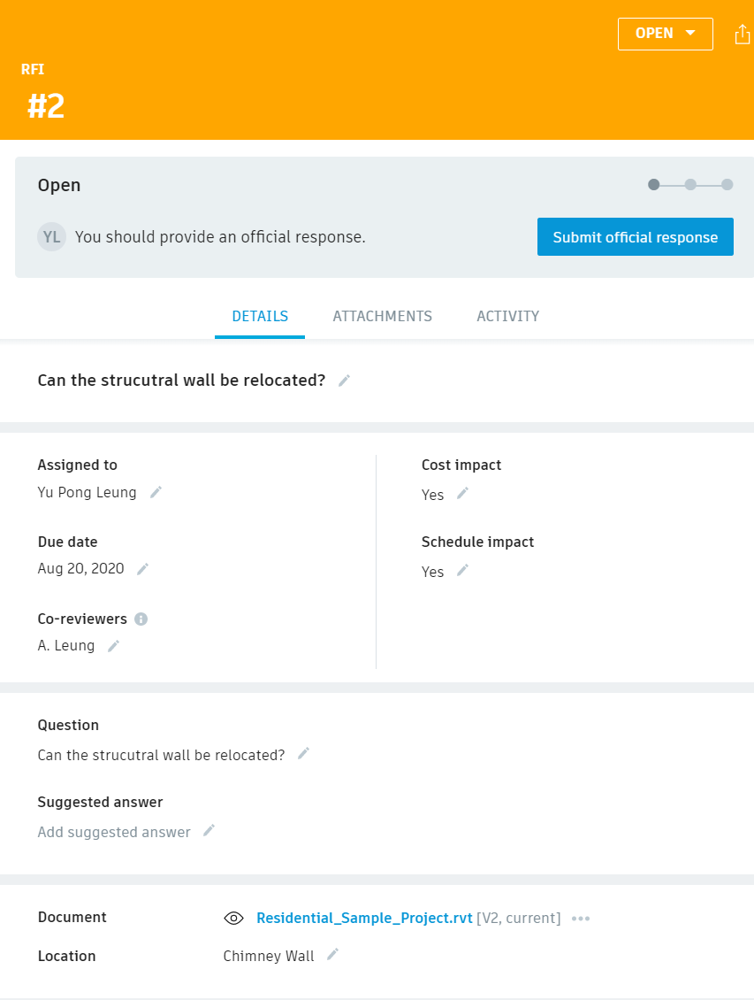 OPEN
RFI
#2
Open
YL You should provide an official response.
Submit official response
DETAILS ATTACHMENTS ACTIVITY
Can the strucutral wall be relocated?
Assigned to
Yu Pong Leung
Due date
Aug 20, 2020
Co-reviewers
A. Leung
Cost impact
Yes
Schedule impact
Yes
Question
Can the strucutral wall be relocated?
Suggested answer
Add suggested answer
Document Residential_Sample_Project.rvt [V2, current]
Location Chimney Wall